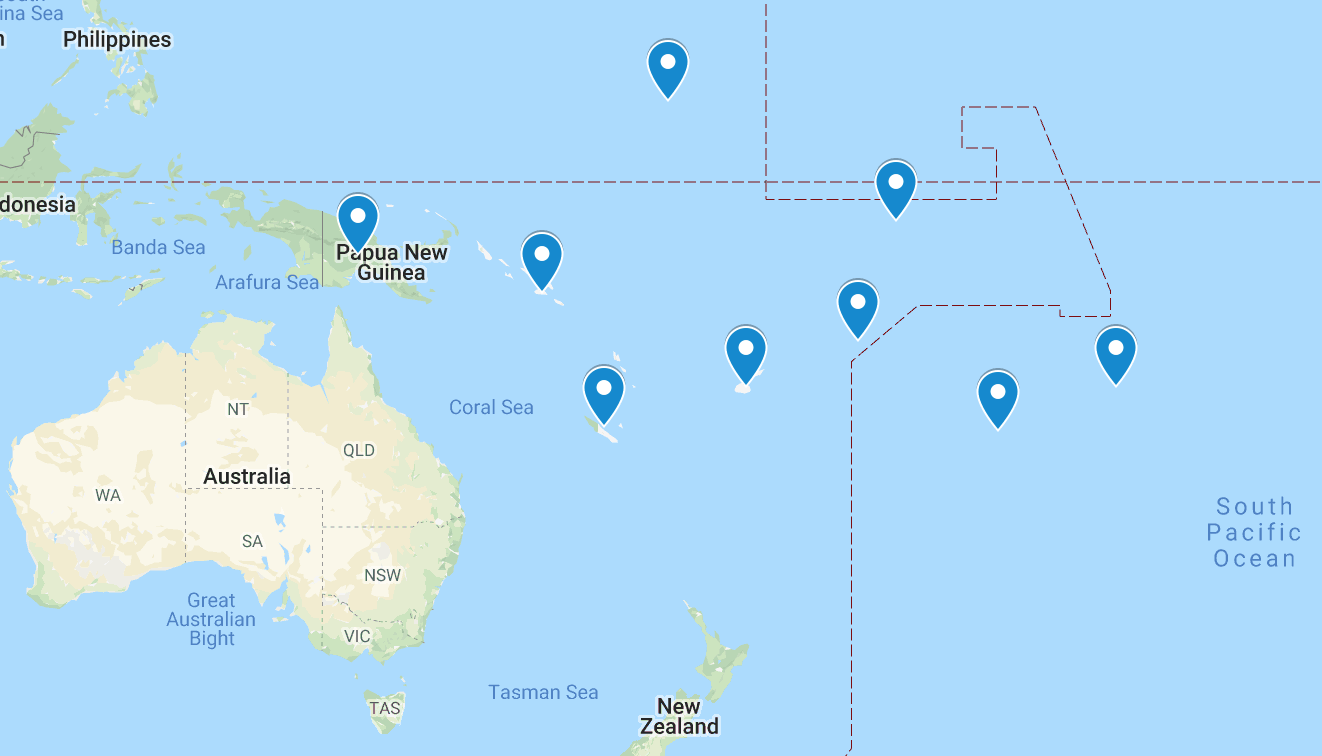 ina Sea
Philippines
donesia
Banda Sea
Papua New
Guinea
Arafura Sea
NT
Coral Sea
QLD
Australia
WA
South
Pacific
Ocean
SA
NSW
Great
Australian
Bight
VIC
Tasman Sea
TAS
New
Zealand